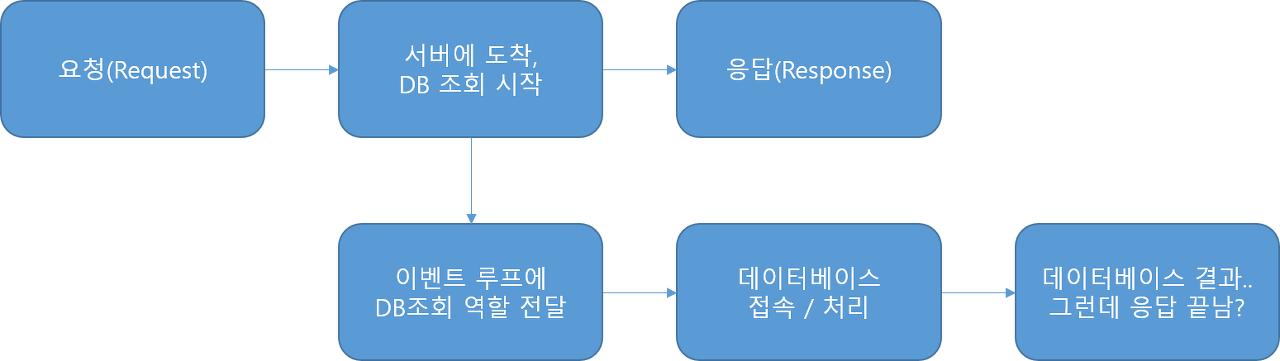 요청(Request)
서버에 도착,
DB 조회 시작
응답(Response)
이벤트 루프에
DB조회 역할 전달
데이터베이스
접속 / 처리
데이터베이스 결과..
그런데 응답 끝남?